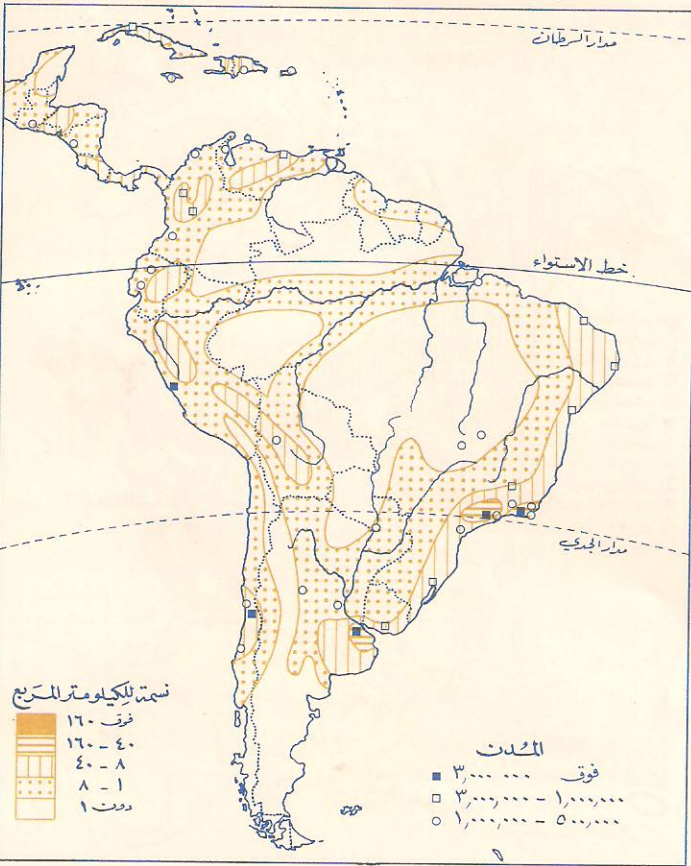 مدار السرطان
خط الاستواء
مدار الجدي
نسمة للكيلومتر المربع
فوق ١٦٠
٤٠ - ١٦٠
٨ - ٤٠
١ - ٨
دون ١
المدن
فوق ٣,٠٠٠,٠٠٠
١,٠٠٠,٠٠٠ - ٣,٠٠٠,٠٠٠
٥٠٠,٠٠٠ - ١,٠٠٠,٠٠٠